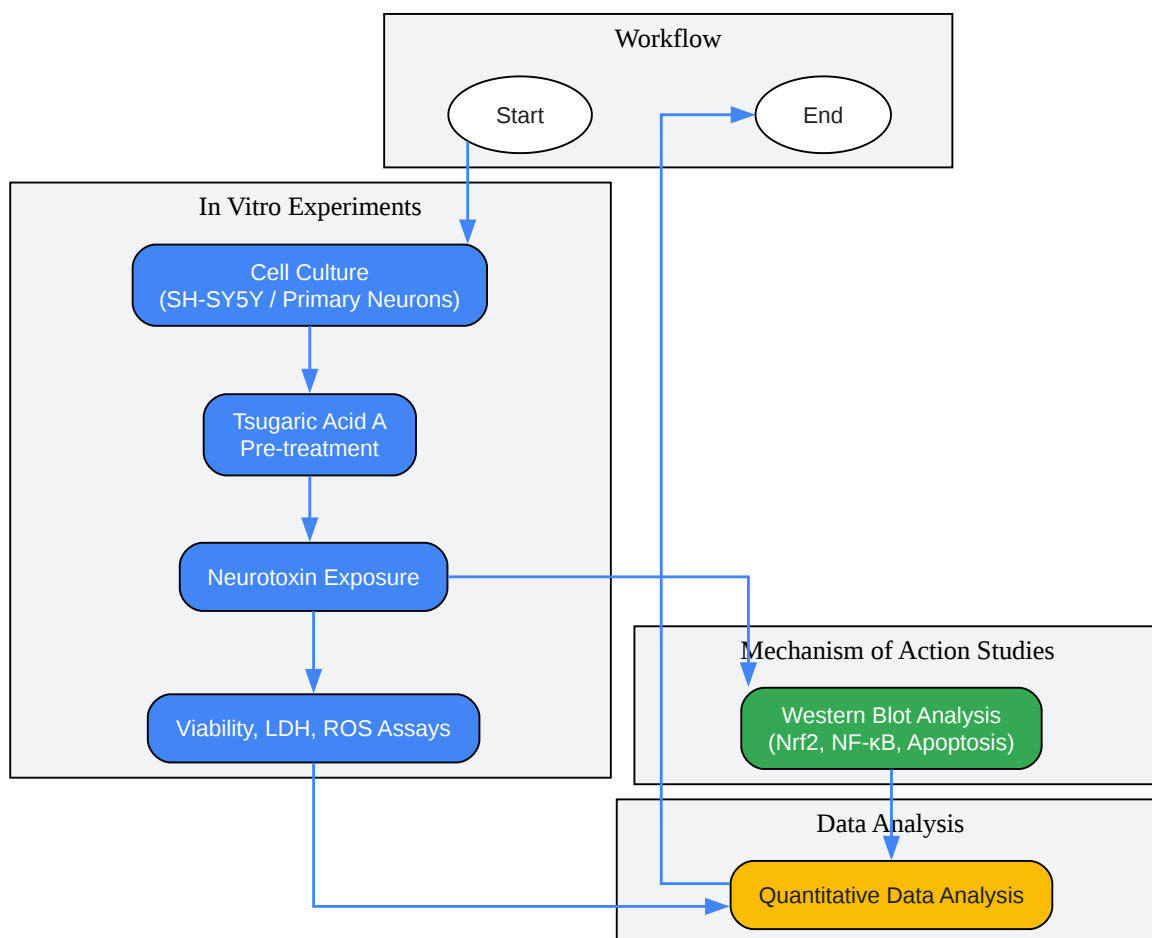 Workflow
Start
End
In Vitro Experiments
Cell Culture
(SH-SY5Y / Primary Neurons)
Tsugaric Acid A
Pre-treatment
Neurotoxin Exposure
Viability, LDH, ROS Assays
Mechanism of Action Studies
Western Blot Analysis
(Nrf2, NF-κB, Apoptosis)
Data Analysis
Quantitative Data Analysis